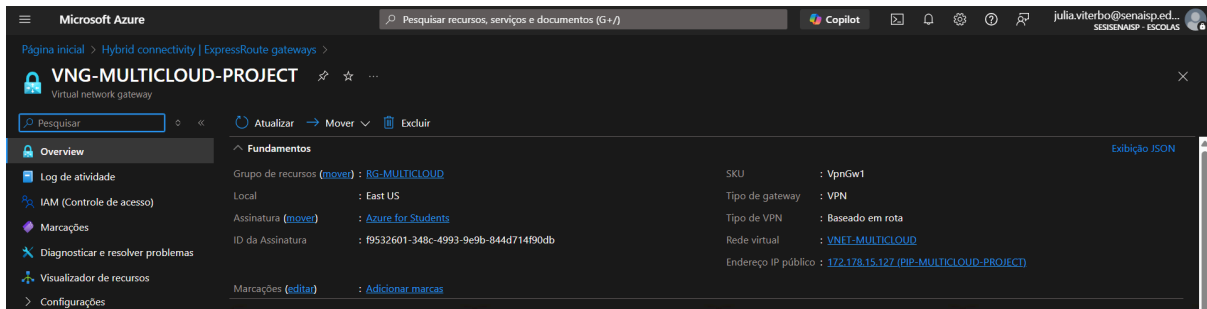 Microsoft Azure
Pesquisar recursos, serviços e documentos (G+/)
Copilot
julia.viterbo@senaisp.ed...
SESISENAISP - ESCOLAS
Página inicial > Hybrid connectivity | ExpressRoute gateways >
VNG-MULTICLOUD-PROJECT
Virtual network gateway
Pesquisar
Atualizar
Mover
Excluir
Overview
Log de atividade
IAM (Controle de acesso)
Marcações
Diagnosticar e resolver problemas
Visualizador de recursos
Configurações
Fundamentos
Exibição JSON
Grupo de recursos (mover) : RG-MULTICLOUD
Local : East US
Assinatura (mover) : Azure for Students
ID da Assinatura : f9532601-348c-4993-9e9b-844d714f90db
SKU : VpnGw1
Tipo de gateway : VPN
Tipo de VPN : Baseado em rota
Rede virtual : VNET-MULTICLOUD
Endereço IP público : 172.178.15.127 (PIP-MULTICLOUD-PROJECT)
Marcações (editar) : Adicionar marcas